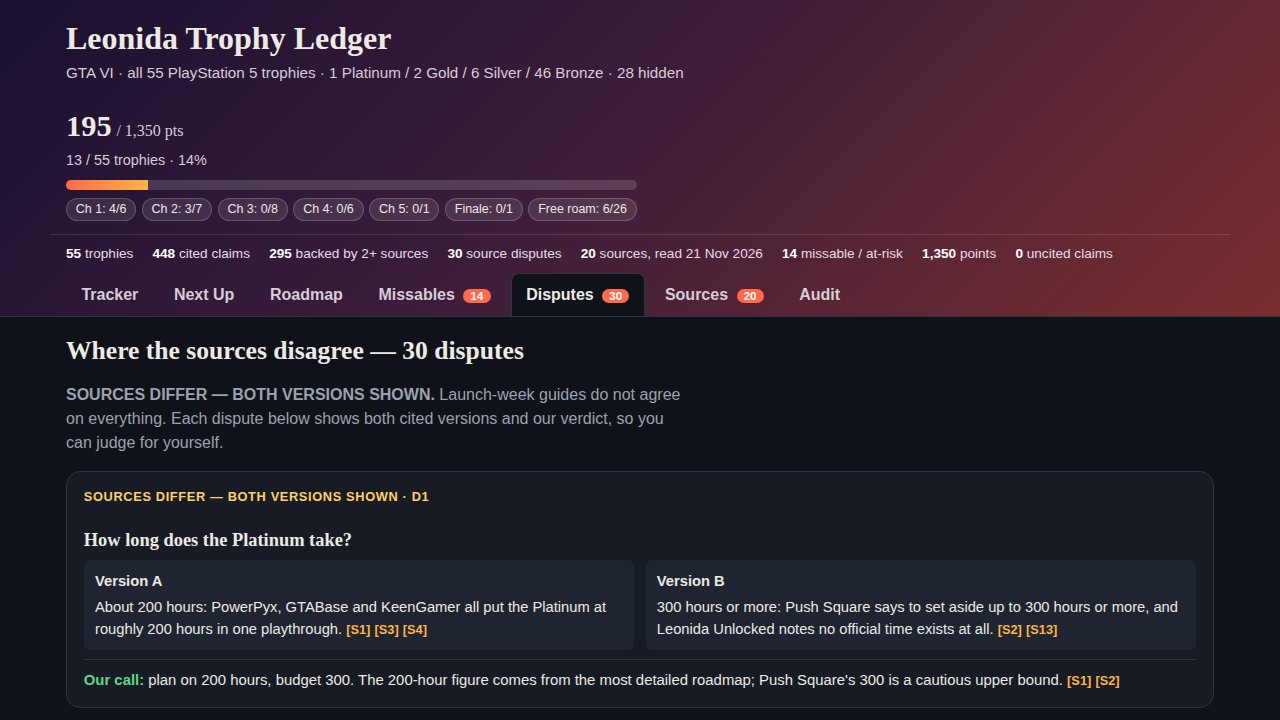 Leonida Trophy Ledger
GTA VI · all 55 PlayStation 5 trophies · 1 Platinum / 2 Gold / 6 Silver / 46 Bronze · 28 hidden
195 / 1,350 pts
13 / 55 trophies · 14%
Ch 1: 4/6 Ch 2: 3/7 Ch 3: 0/8 Ch 4: 0/6 Ch 5: 0/1 Finale: 0/1 Free roam: 6/26
55 trophies 448 cited claims 295 backed by 2+ sources 30 source disputes 20 sources, read 21 Nov 2026 14 missable / at-risk 1,350 points 0 uncited claims
Tracker Next Up Roadmap Missables 14 Disputes 30 Sources 20 Audit
Where the sources disagree — 30 disputes
SOURCES DIFFER — BOTH VERSIONS SHOWN. Launch-week guides do not agree
on everything. Each dispute below shows both cited versions and our verdict, so you
can judge for yourself.
SOURCES DIFFER — BOTH VERSIONS SHOWN · D1
How long does the Platinum take?
Version A
About 200 hours: PowerPyx, GTABase and KeenGamer all put the Platinum at
roughly 200 hours in one playthrough. [S1] [S3] [S4]
Version B
300 hours or more: Push Square says to set aside up to 300 hours or more, and
Leonida Unlocked notes no official time exists at all. [S2] [S13]
Our call: plan on 200 hours, budget 300. The 200-hour figure comes from the most detailed roadmap; Push Square's 300 is a cautious upper bound. [S1] [S2]